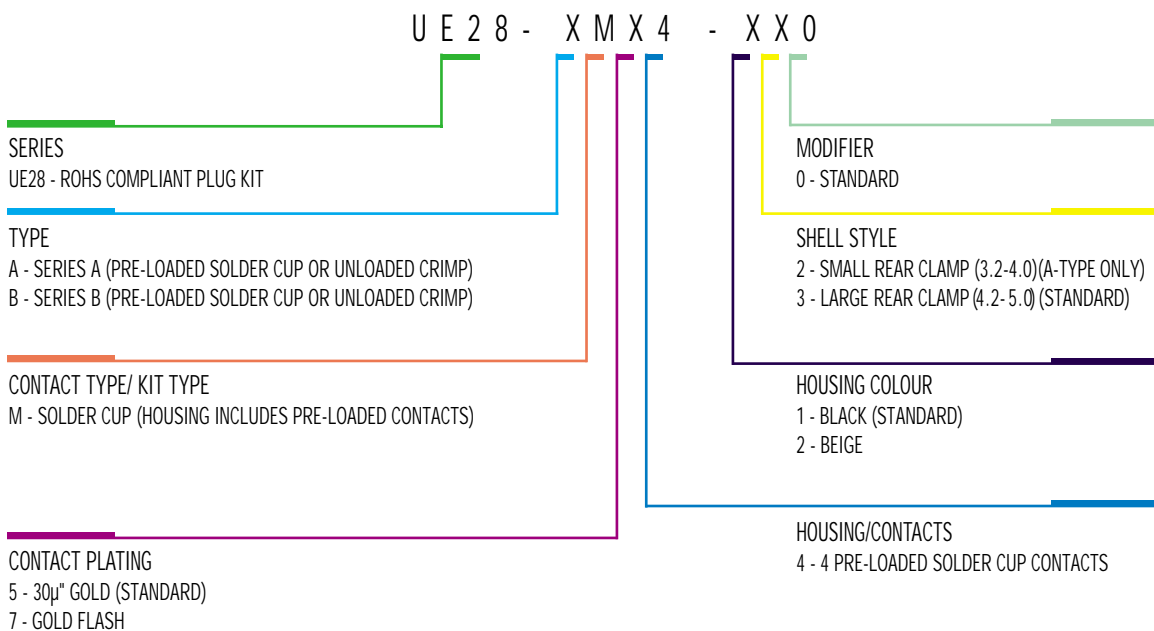 UE28- XMX4 - XX0
SERIES
UE28 - ROHS COMPLIANT PLUG KIT
TYPE
A - SERIES A (PRE-LOADED SOLDER CUP OR UNLOADED CRIMP)
B - SERIES B (PRE-LOADED SOLDER CUP OR UNLOADED CRIMP)
CONTACT TYPE/ KIT TYPE
M - SOLDER CUP (HOUSING INCLUDES PRE-LOADED CONTACTS)
CONTACT PLATING
5 - 30µ" GOLD (STANDARD)
7 - GOLD FLASH
MODIFIER
0 - STANDARD
SHELL STYLE
2 - SMALL REAR CLAMP (3.2-4.0)(A-TYPE ONLY)
3 - LARGE REAR CLAMP (4.2-5.0) (STANDARD)
HOUSING COLOUR
1 - BLACK (STANDARD)
2 - BEIGE
HOUSING/CONTACTS
4 - 4 PRE-LOADED SOLDER CUP CONTACTS